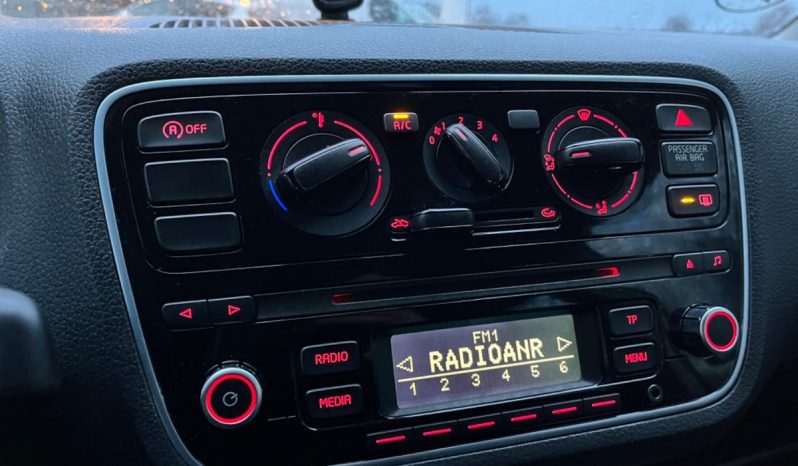 A OFF
A/C
0 1 2 3 4
PASSENGER
AIR BAG
RADIO
MEDIA
FM1
RADIOANR
1 2 3 4 5 6
TP
MENU